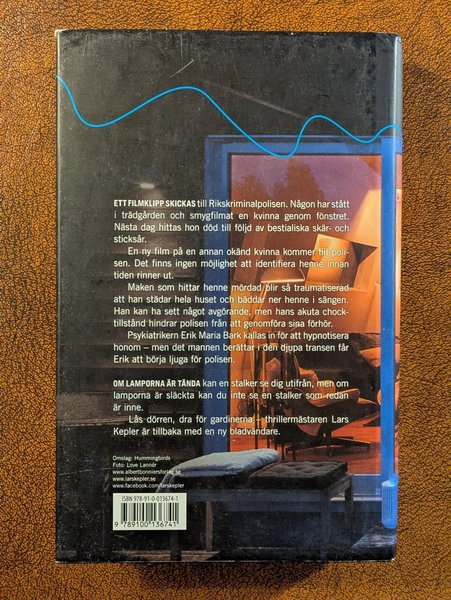 ETT FILMKLIPP SKICKAS till Rikskriminalpolisen. Någon har stått
i trädgården och smygfilmat en kvinna genom fönstret.
Nästa dag hittas hon död till följd av bestialiska skär- och
sticksår.
En ny film på en annan okänd kvinna kommer till poli-
sen. Det finns ingen möjlighet att identifiera henne innan
tiden rinner ut.
Maken som hittar henne mördad blir så traumatiserad
att han städar hela huset och bäddar ner henne i sängen.
Han kan ha sett något avgörande, men hans akuta chock-
tillstånd hindrar polisen från att genomföra sina förhör.
Psykiatrikern Erik Maria Bark kallas in för att hypnotisera
honom – men det mannen berättar i den djupa transen får
Erik att börja ljuga för polisen.
OM LAMPORNA ÄR TÄNDA kan en stalker se dig utifrån, men om
lamporna är släckta kan du inte se en stalker som redan
är inne.
Lås dörren, dra för gardinerna – thrillermästaren Lars
Kepler är tillbaka med en ny bladvändare.
Omslag: Hummingbirds
Foto: Love Lannér
www.albertbonniersforlag.se
www.larskepler.se
www.facebook.com/larskepler
ISBN 978-91-0-013674-1
9 789100 136741